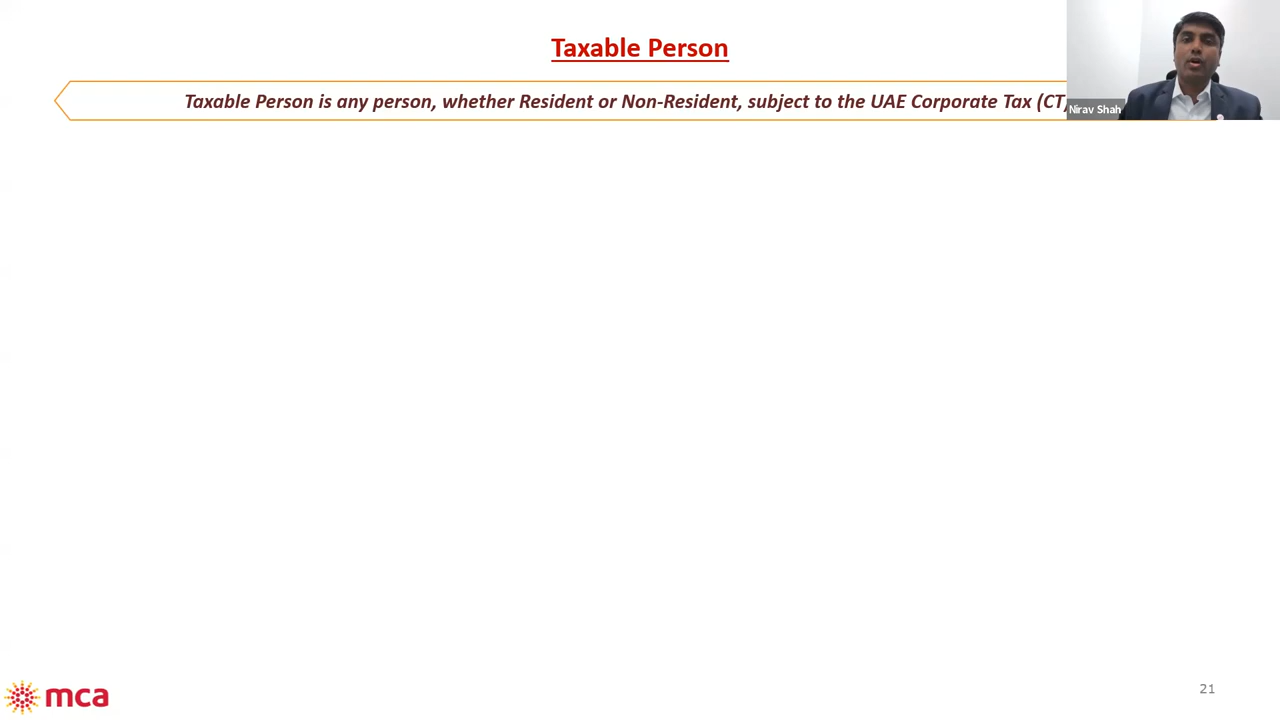 Taxable Person
Taxable Person is any person, whether Resident or Non-Resident, subject to the UAE Corporate Tax (CT)
Nirav Shah
mca
21